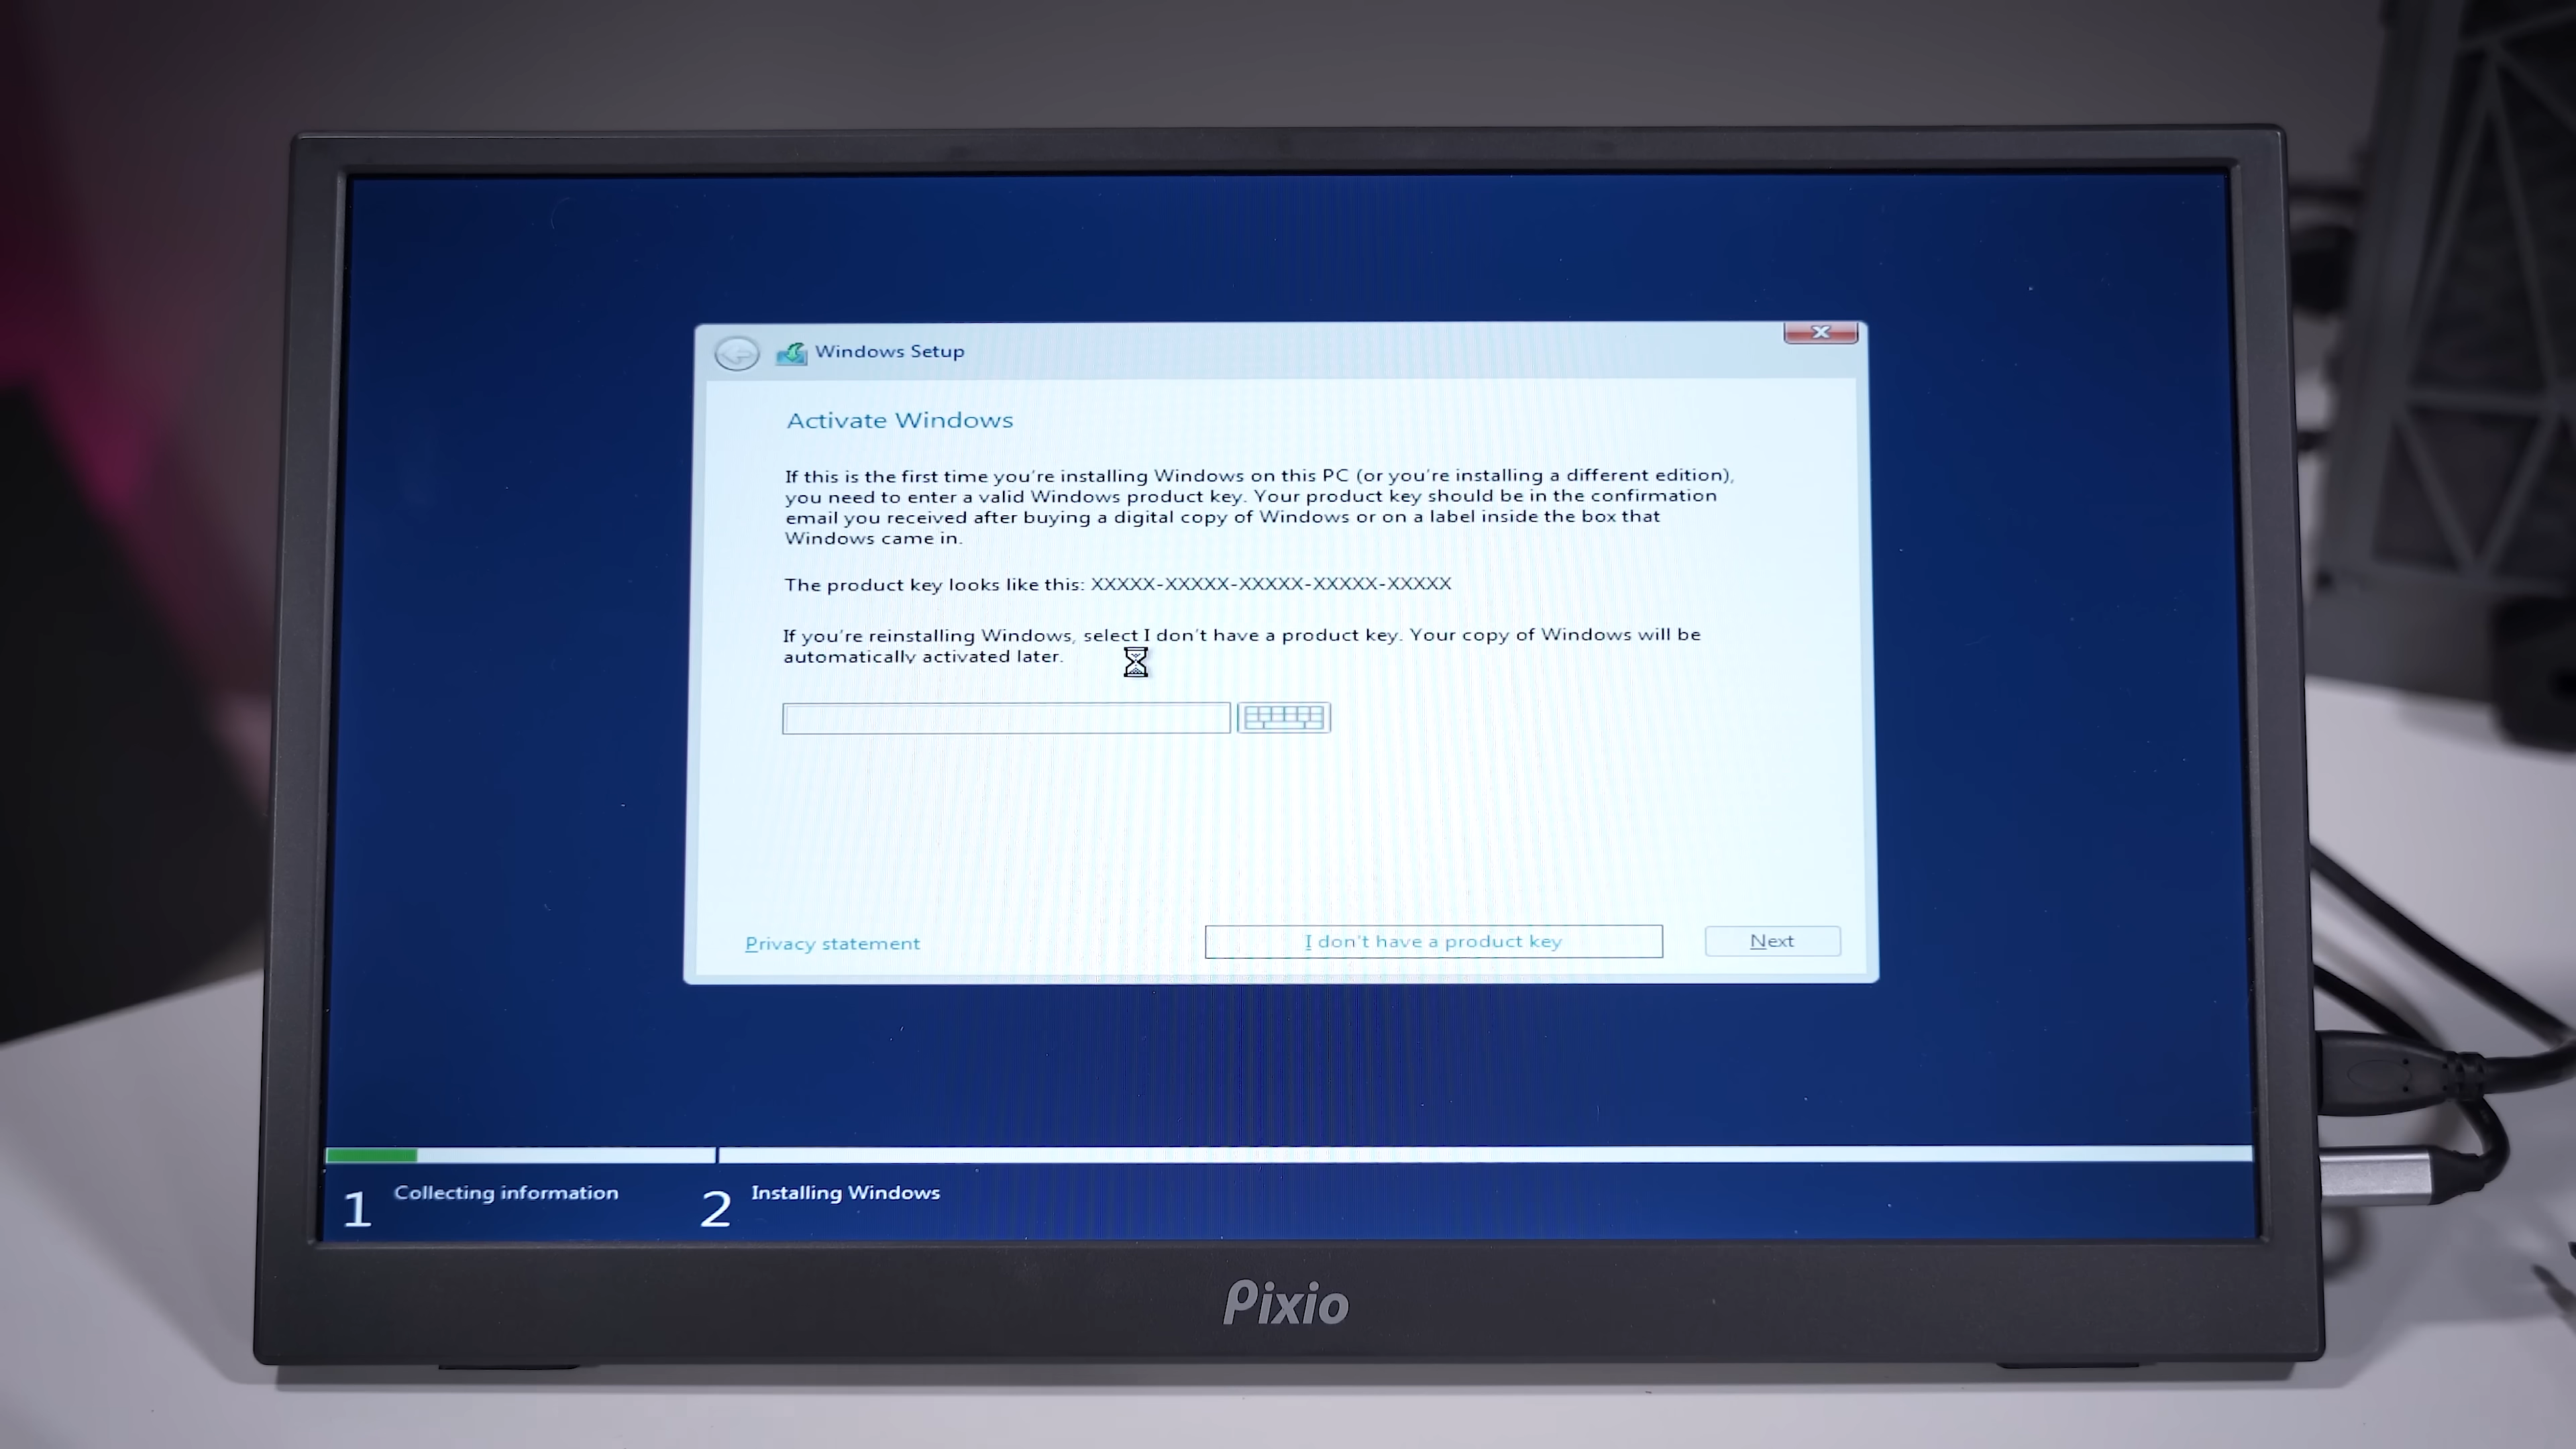 Windows Setup
x
Activate Windows
If this is the first time you're installing Windows on this PC (or you're installing a different edition),
you need to enter a valid Windows product key. Your product key should be in the confirmation
email you received after buying a digital copy of Windows or on a label inside the box that
Windows came in.
The product key looks like this: XXXXX-XXXXX-XXXXX-XXXXX-XXXXX
If you're reinstalling Windows, select I don't have a product key. Your copy of Windows will be
automatically activated later.
Privacy statement
I don't have a product key
Next
1 Collecting information
2 Installing Windows
Pixio